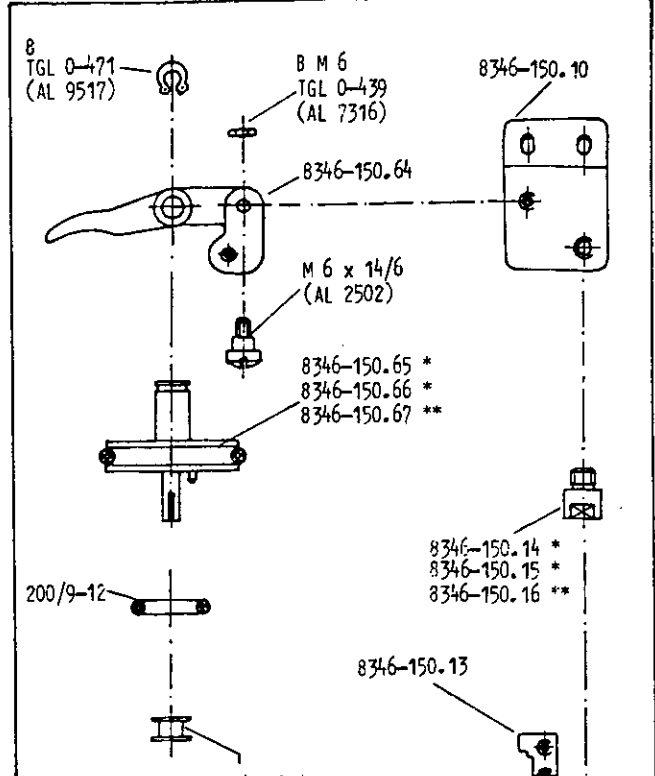 8
TGL 0-471
(AL 9517)
B M 6
TGL 0-439
(AL 7316)
8346-150.10
8346-150.64
M 6 x 14/6
(AL 2502)
8346-150.65 *
8346-150.66 *
8346-150.67 **
8346-150.14 *
8346-150.15 *
8346-150.16 **
200/9-12
8346-150.13